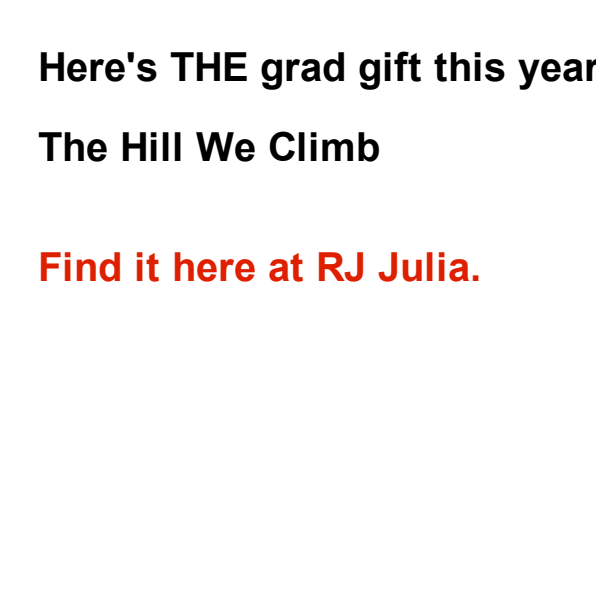 Here's THE grad gift this year
The Hill We Climb
Find it here at RJ Julia.